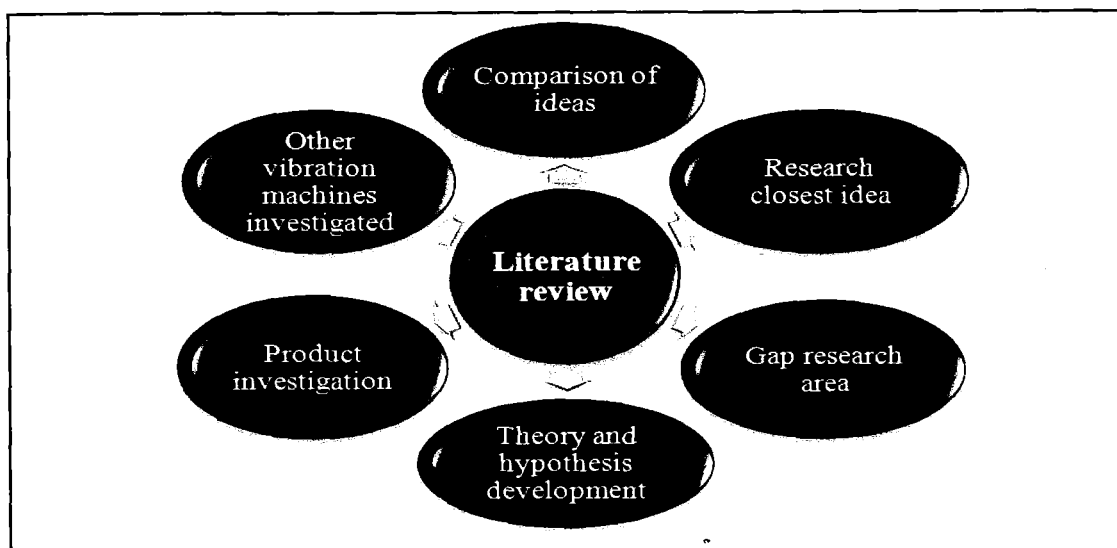 Comparison of
ideas
Other
vibration
machines
investigated
Research
closest idea
Literature
review
Product
investigation
Gap research
area
Theory and
hypothesis
development